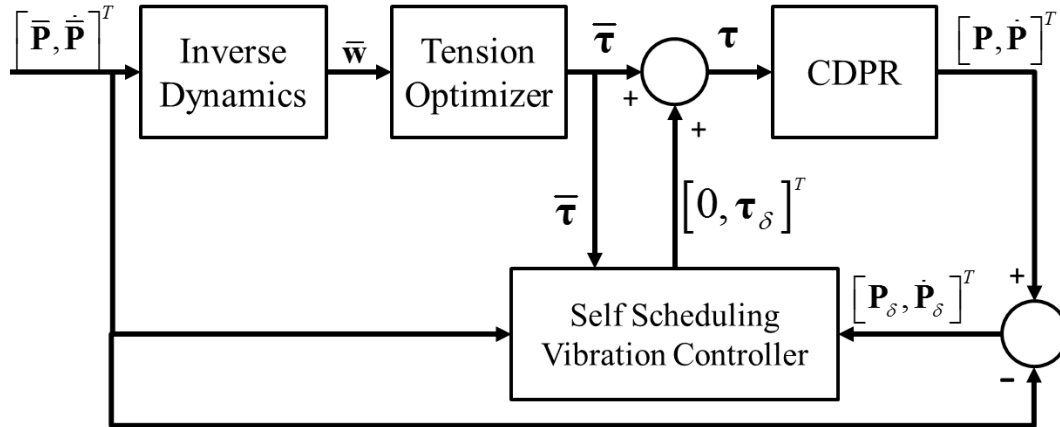 [P̅, Ṗ̅]ᵀ
Inverse
Dynamics
w̅
Tension
Optimizer
τ̅
+
+
τ
CDPR
[P, Ṗ]ᵀ
τ̅
[0, τ_δ]ᵀ
Self Scheduling
Vibration Controller
[P_δ, Ṗ_δ]ᵀ
+
-